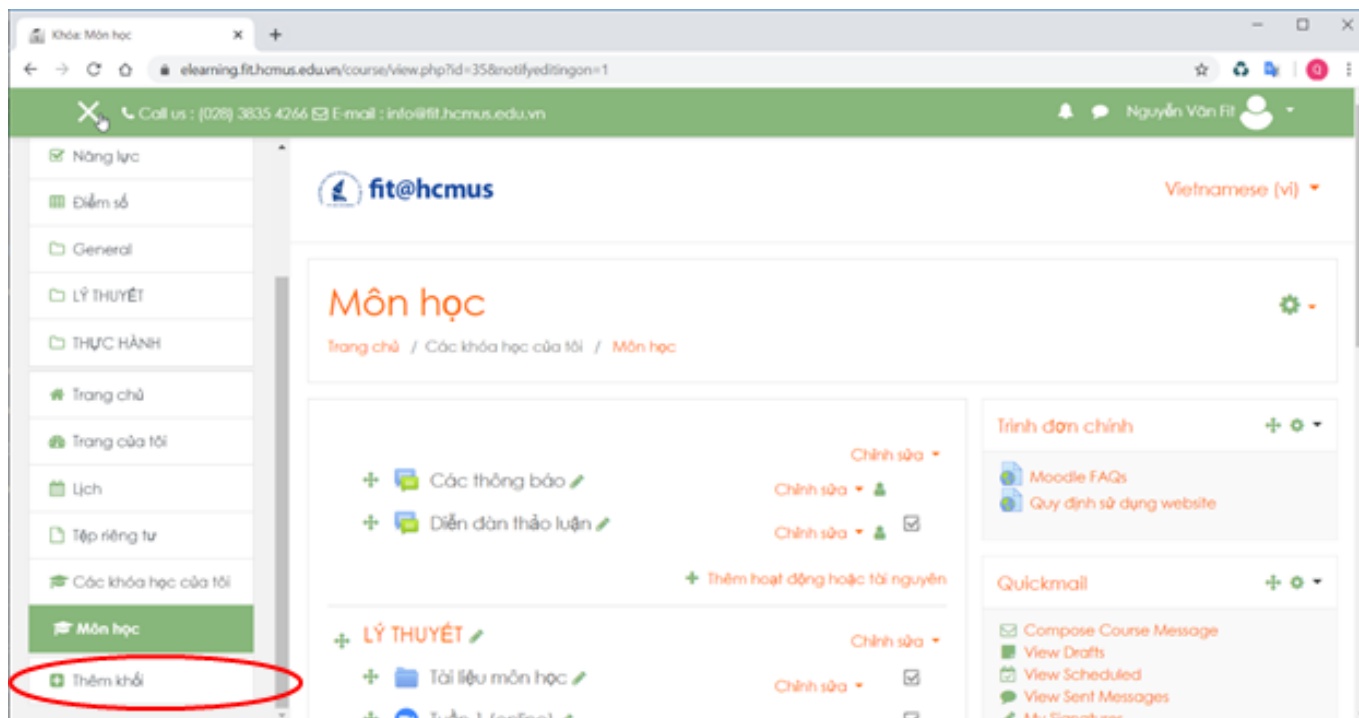 Khóa: Môn học
elearning.fit.hcmus.edu.vn/course/view.php?id=35&notifyeditingon=1
Q
Call us : (028) 3835 4266 E-mail : info@fit.hcmus.edu.vn
Nguyễn Văn Fit
Năng lực
Điểm số
General
LÝ THUYẾT
THỰC HÀNH
Trang chủ
Trang của tôi
Lịch
Tệp riêng tư
Các khóa học của tôi
Môn học
Thêm khối
fit@hcmus
Vietnamese (vi)
Môn học
Trang chủ / Các khóa học của tôi / Môn học
Chỉnh sửa
Các thông báo
Chỉnh sửa
Diễn đàn thảo luận
Chỉnh sửa
Thêm hoạt động hoặc tài nguyên
LÝ THUYẾT
Chỉnh sửa
Tài liệu môn học
Chỉnh sửa
Tuần 1 (online)
Trình đơn chính
Moodle FAQs
Quy định sử dụng website
Quickmail
Compose Course Message
View Drafts
View Scheduled
View Sent Messages
My Signatures